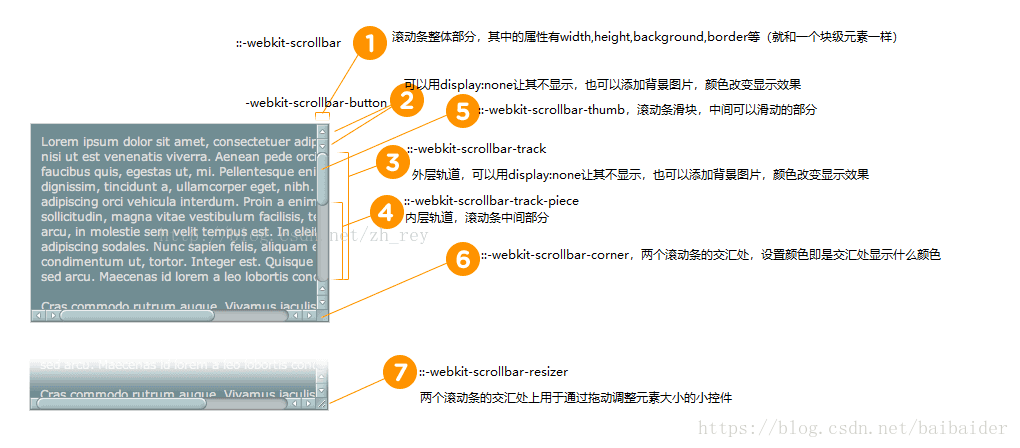 ::-webkit-scrollbar
1
滚动条整体部分，其中的属性有width,height,background,border等（就和一个块级元素一样）
-webkit-scrollbar-button
2
可以用display:none让其不显示，也可以添加背景图片，颜色改变显示效果
5
::-webkit-scrollbar-thumb，滚动条滑块，中间可以滑动的部分
3
::-webkit-scrollbar-track
外层轨道，可以用display:none让其不显示，也可以添加背景图片，颜色改变显示效果
4
::-webkit-scrollbar-track-piece
内层轨道，滚动条中间部分
6
::-webkit-scrollbar-corner，两个滚动条的交汇处，设置颜色即是交汇处显示什么颜色
Lorem ipsum dolor sit amet, consectetuer adip
nisi ut est venenatis viverra. Aenean pede orci
faucibus quis, egestas ut, mi. Pellentesque eni
dignissim, tincidunt a, ullamcorper eget, nibh.
adipiscing orci vehicula interdum. Proin a enim
sollicitudin, magna vitae vestibulum facilisis, te
arcu, in molestie sem velit tempus est. In eleif
adipiscing sodales. Nunc sapien felis, aliquam e
condimentum ut, tortor. Integer est. Quisque
sed arcu. Maecenas id lorem a leo lobortis cond
Cras commodo rutrum augue. Vivamus iaculis
http://blog.csdn.net/zh_rey
sed arcu. Maecenas id lorem a leo lobortis cond
Cras commodo rutrum augue. Vivamus iaculis
7
::-webkit-scrollbar-resizer
两个滚动条的交汇处上用于通过拖动调整元素大小的小控件
https://blog.csdn.net/baibaider